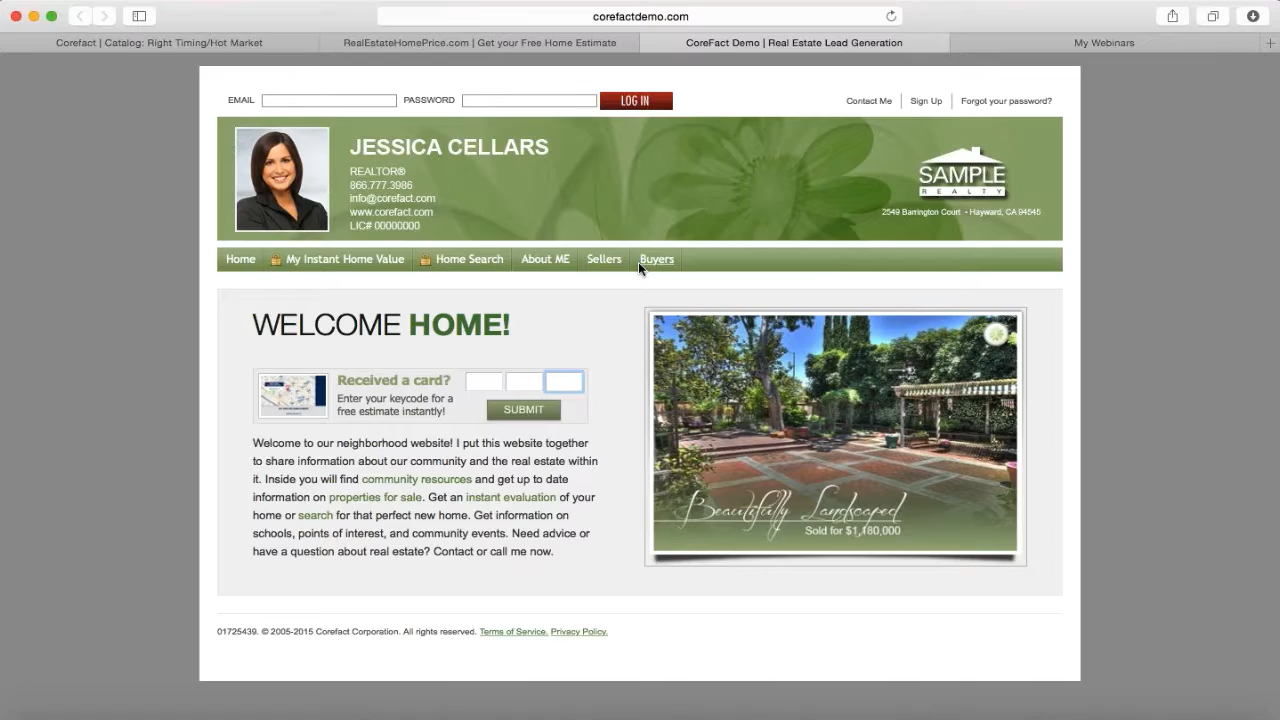 corefactdemo.com
Corefact | Catalog: Right Timing/Hot Market
RealEstateHomePrice.com | Get your Free Home Estimate
CoreFact Demo | Real Estate Lead Generation
My Webinars
EMAIL
PASSWORD
LOG IN
Contact Me
Sign Up
Forgot your password?
JESSICA CELLARS
REALTOR®
866.777.3986
info@corefact.com
www.corefact.com
LIC# 00000000
SAMPLE
REALTY
2549 Barrington Court • Hayward, CA 94545
Home
My Instant Home Value
Home Search
About ME
Sellers
Buyers
WELCOME HOME!
Received a card?
Enter your keycode for a
free estimate instantly!
SUBMIT
Welcome to our neighborhood website! I put this website together
to share information about our community and the real estate within
it. Inside you will find community resources and get up to date
information on properties for sale. Get an instant evaluation of your
home or search for that perfect new home. Get information on
schools, points of interest, and community events. Need advice or
have a question about real estate? Contact or call me now.
Beautifully Landscaped
Sold for $1,180,000
01725439. © 2005-2015 Corefact Corporation. All rights reserved. Terms of Service. Privacy Policy.